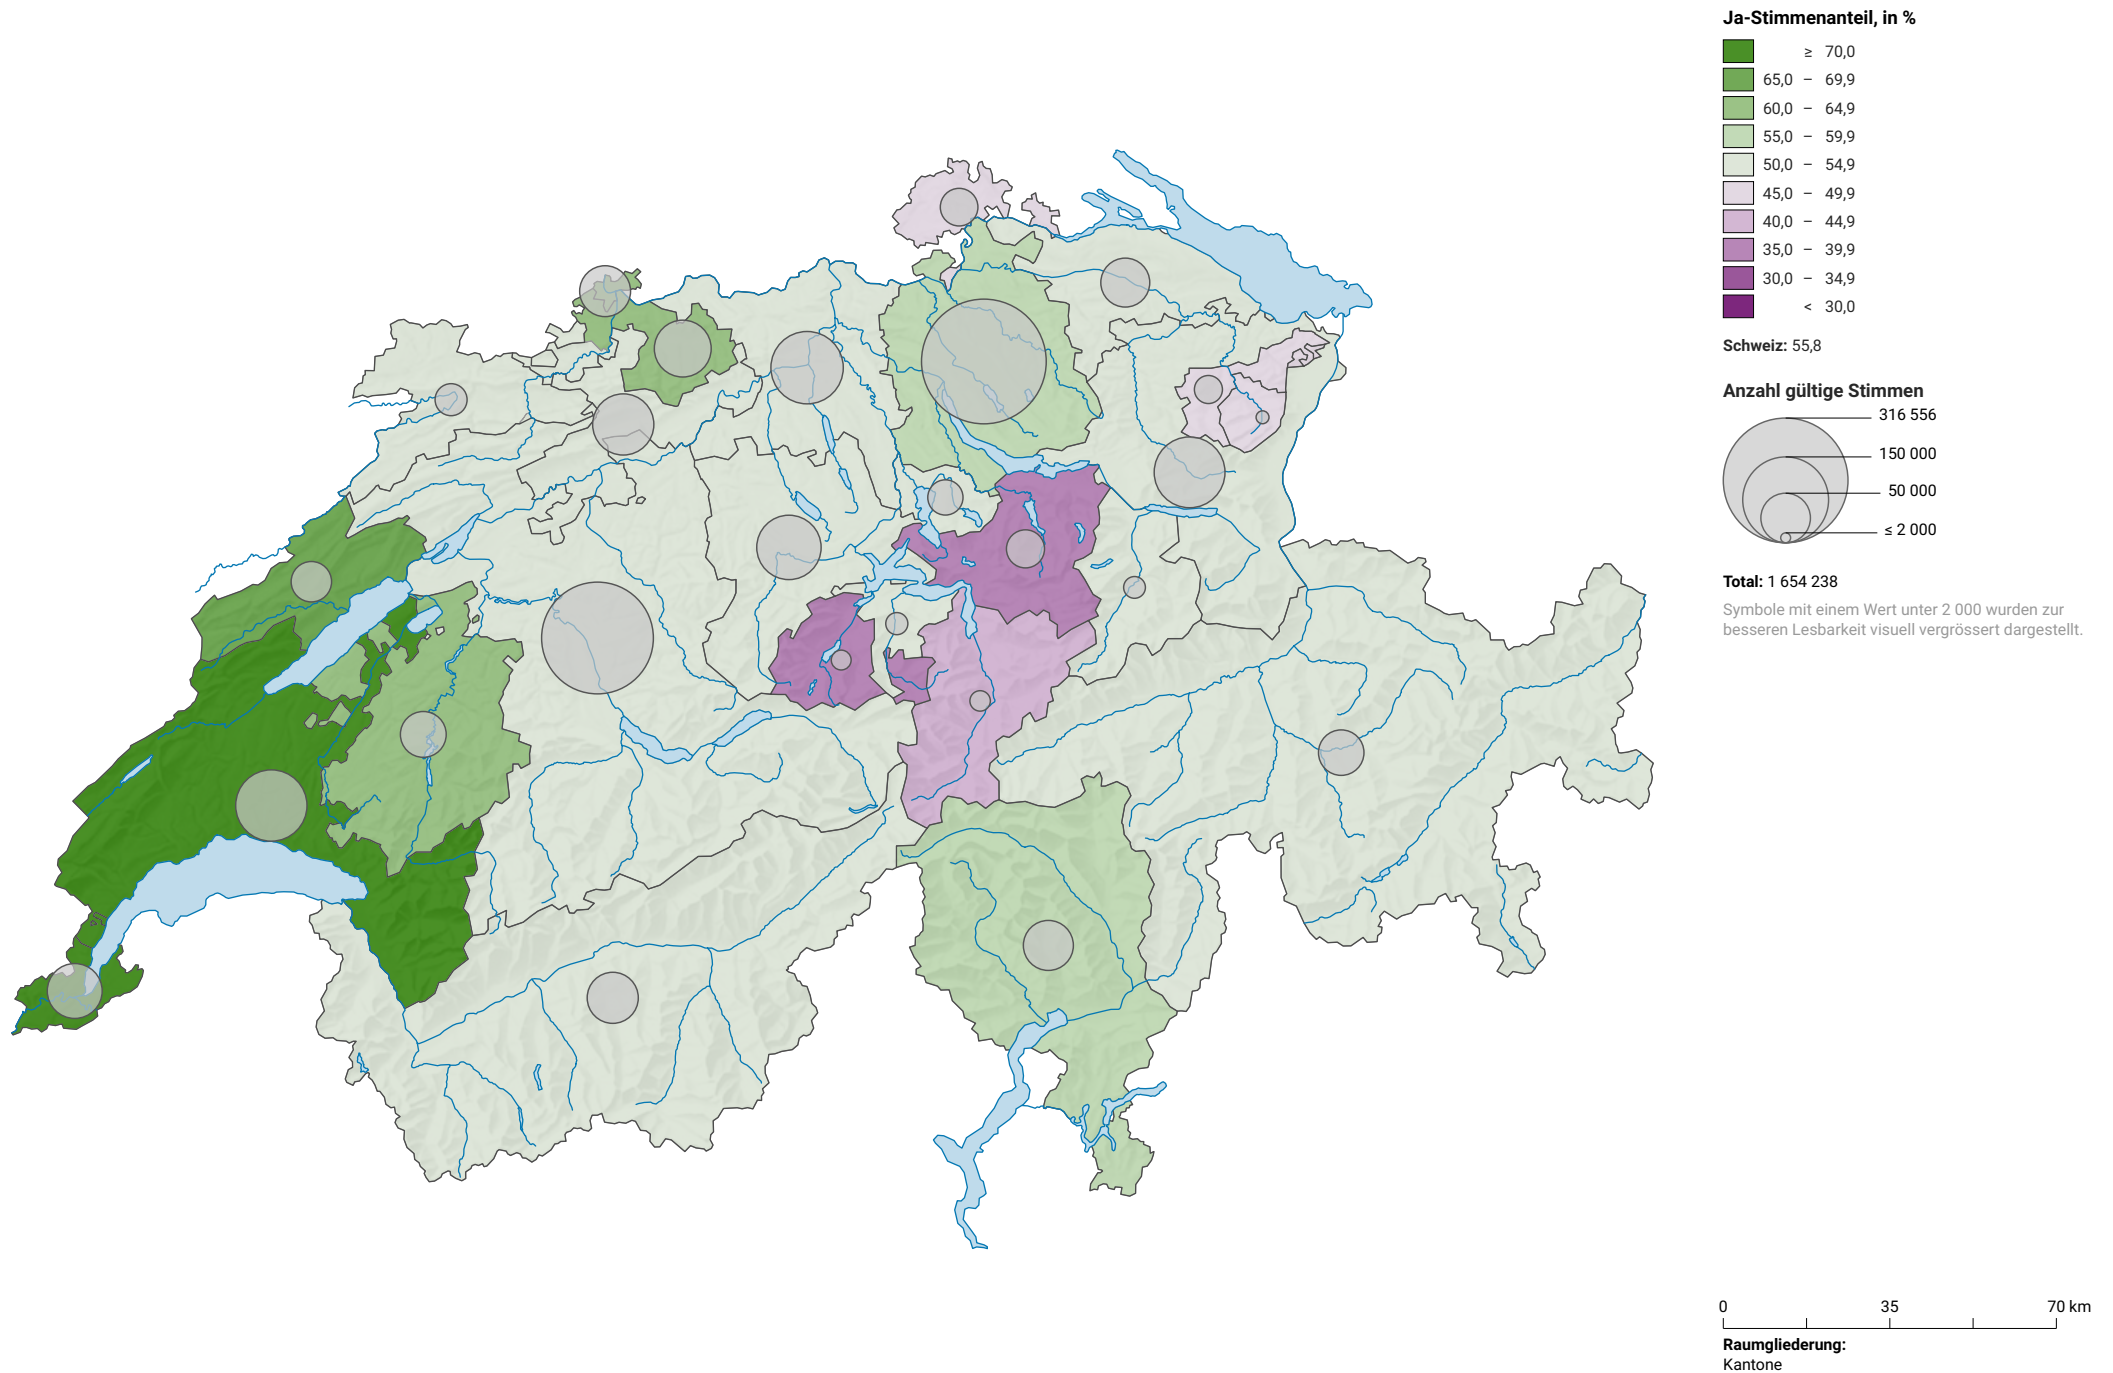 Ja-Stimmenanteil, in %
≥ 70,0
65,0 – 69,9
60,0 – 64,9
55,0 – 59,9
50,0 – 54,9
45,0 – 49,9
40,0 – 44,9
35,0 – 39,9
30,0 – 34,9
< 30,0
Schweiz: 55,8
Anzahl gültige Stimmen
316 556
150 000
50 000
≤ 2 000
Total: 1 654 238
Symbole mit einem Wert unter 2 000 wurden zur
besseren Lesbarkeit visuell vergrössert dargestellt.
0 35 70 km
Raumgliederung:
Kantone